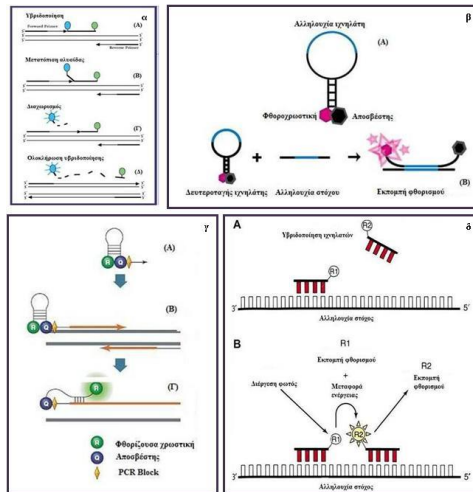 α
Υβριδοποίηση
Forward Primer
(Α)
Reverse Primer
Μετατόπιση αλυσίδας
(Β)
Διαχωρισμός
(Γ)
Ολοκλήρωση υβριδοποίησης
(Δ)
β
Αλληλουχία ιχνηλάτη
(Α)
Φθοροχρωστική
Αποσβέστης
+
(Β)
Δευτεροταγής ιχνηλάτης
Αλληλουχία στόχου
Εκπομπή φθορισμού
γ
(Α)
R Q
(Β)
R Q
(Γ)
R
Q
R Φθορίζουσα χρωστική
Q Αποσβέστης
PCR Block
δ
A
R2
Υβριδοποίηση ιχνηλατών
R1
3' 5'
Αλληλουχία στόχος
B
R1
Εκπομπή φθορισμού
+
Μεταφορά
ενέργειας
R2
Εκπομπή
φθορισμού
Διέγερση φωτός
R1 R2
3' 5'
Αλληλουχία στόχος